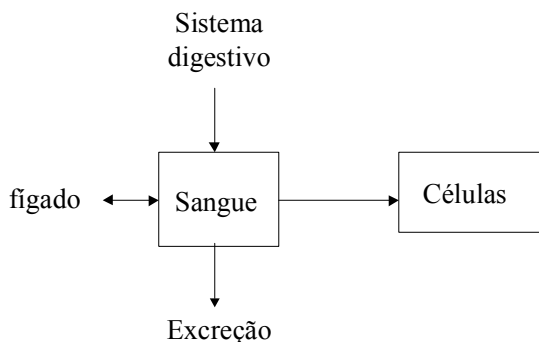 Sistema
digestivo
fígado
Sangue
Células
Excreção